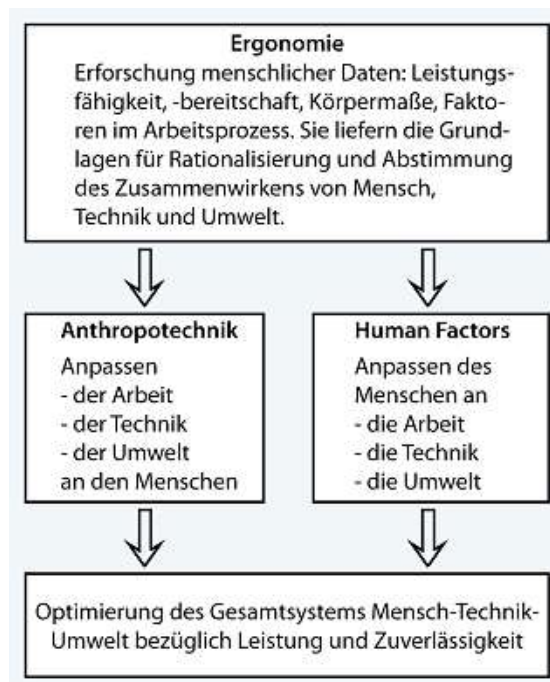 Ergonomie
Erforschung menschlicher Daten: Leistungs-
fähigkeit, -bereitschaft, Körpermaße, Fakto-
ren im Arbeitsprozess. Sie liefern die Grund-
lagen für Rationalisierung und Abstimmung
des Zusammenwirkens von Mensch,
Technik und Umwelt.
Anthropotechnik
Anpassen
- der Arbeit
- der Technik
- der Umwelt
an den Menschen
Human Factors
Anpassen des
Menschen an
- die Arbeit
- die Technik
- die Umwelt
Optimierung des Gesamtsystems Mensch-Technik-
Umwelt bezüglich Leistung und Zuverlässigkeit